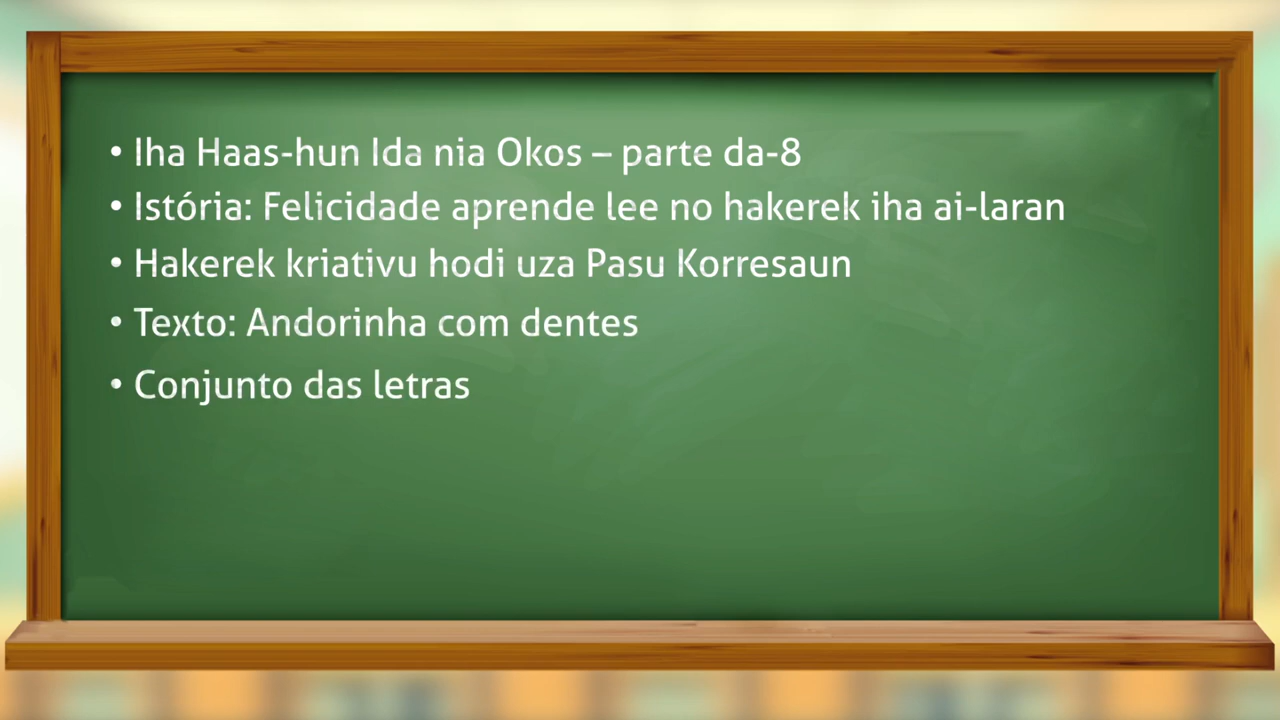 • Iha Haas-hun Ida nia Okos – parte da-8
• Istória: Felicidade aprende lee no hakerek iha ai-laran
• Hakerek kriativu hodi uza Pasu Korresaun
• Texto: Andorinha com dentes
• Conjunto das letras